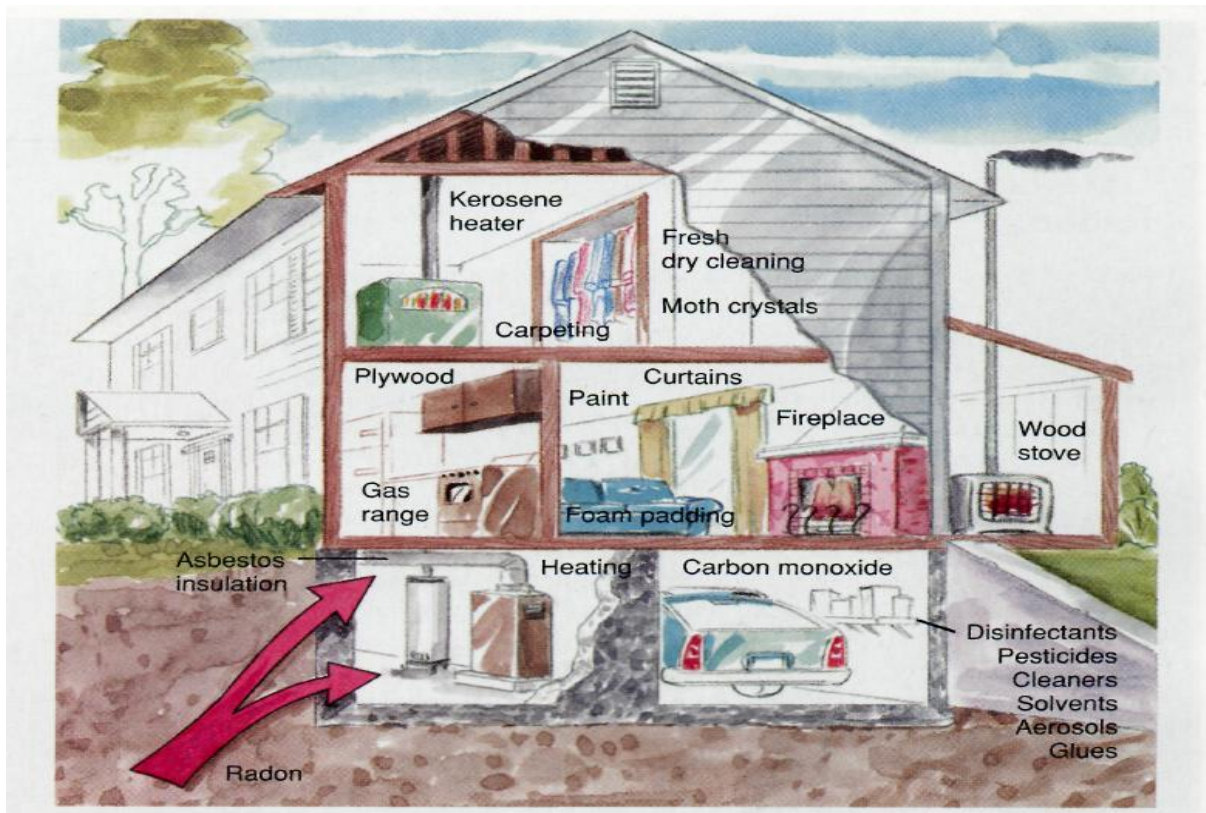 Kerosene
heater
Fresh
dry cleaning
Moth crystals
Carpeting
Plywood
Curtains
Paint
Fireplace
Wood
stove
Gas
range
Foam padding
Asbestos
insulation
Heating
Carbon monoxide
Disinfectants
Pesticides
Cleaners
Solvents
Aerosols
Glues
Radon